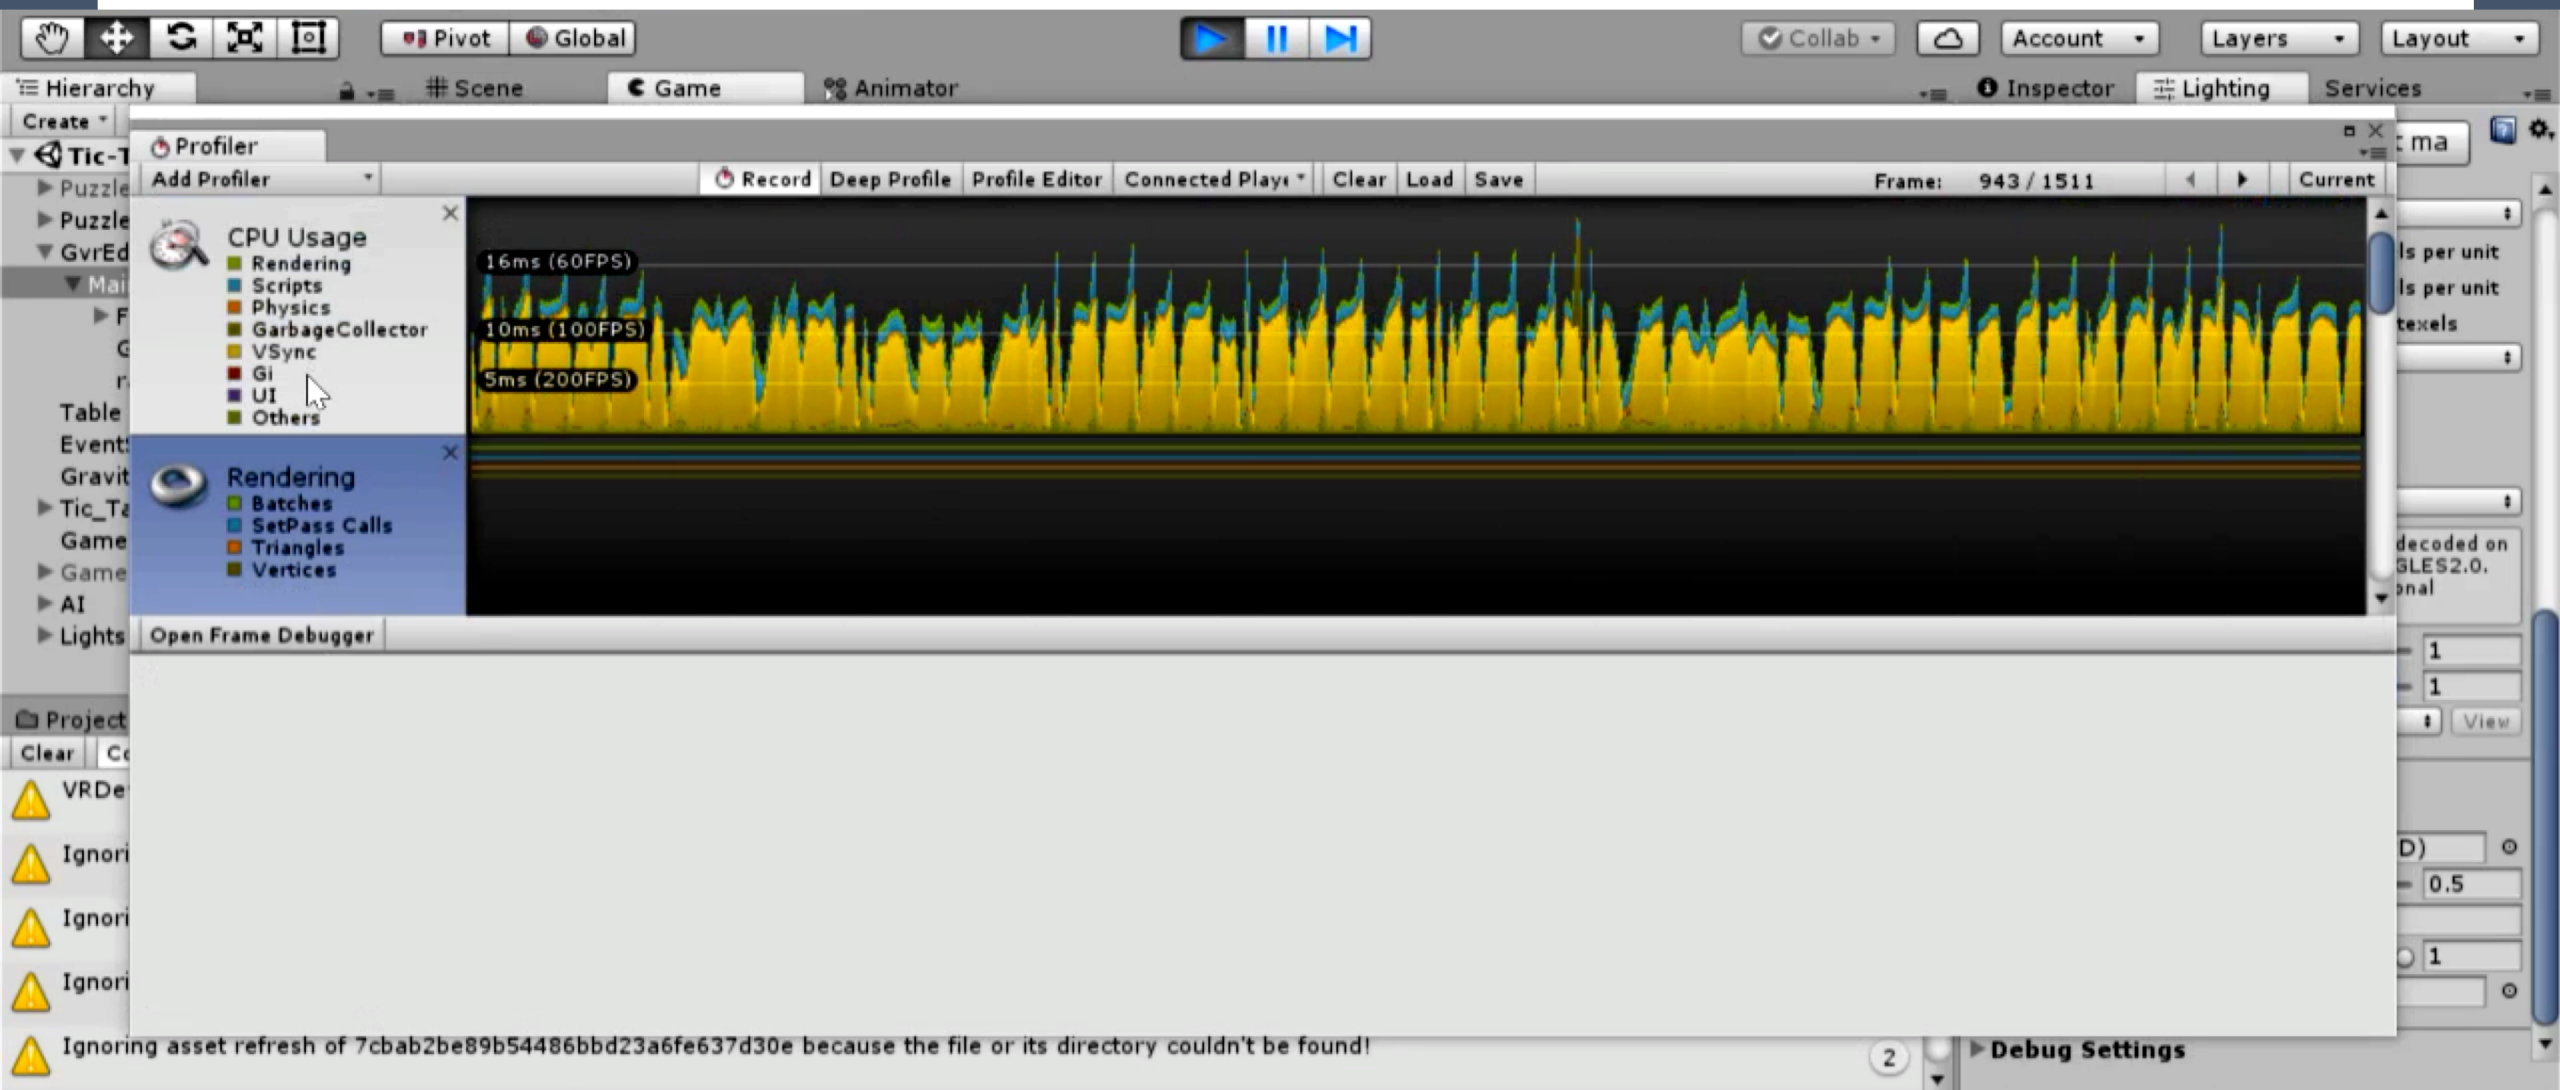 Pivot Global Collab Account Layers Layout
Hierarchy Scene Game Animator Inspector Lighting Services
Create
Profiler
Tic-T
ma
Add Profiler Record Deep Profile Profile Editor Connected Play Clear Load Save Frame: 943 / 1511 Current
Puzzle
Puzzle
GvrEd
Mai
F
G
r
Table
Event
Gravit
Tic_Ta
Game
Game
AI
Lights
CPU Usage
Rendering
Scripts
Physics
GarbageCollector
VSync
Gi
UI
Others
16ms (60FPS)
10ms (100FPS)
5ms (200FPS)
Rendering
Batches
SetPass Calls
Triangles
Vertices
Open Frame Debugger
ls per unit
ls per unit
texels
decoded on
GLES2.0.
onal
1
1
View
D)
0.5
1
Project
Clear Co
VRDe
Ignori
Ignori
Ignori
Ignoring asset refresh of 7cbab2be89b54486bbd23a6fe637d30e because the file or its directory couldn't be found!
2
Debug Settings